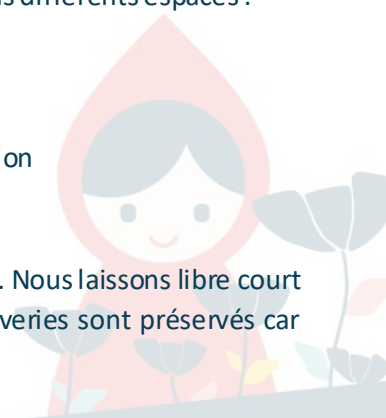 différents espaces :
on
. Nous laissons libre court
veries sont préservés car